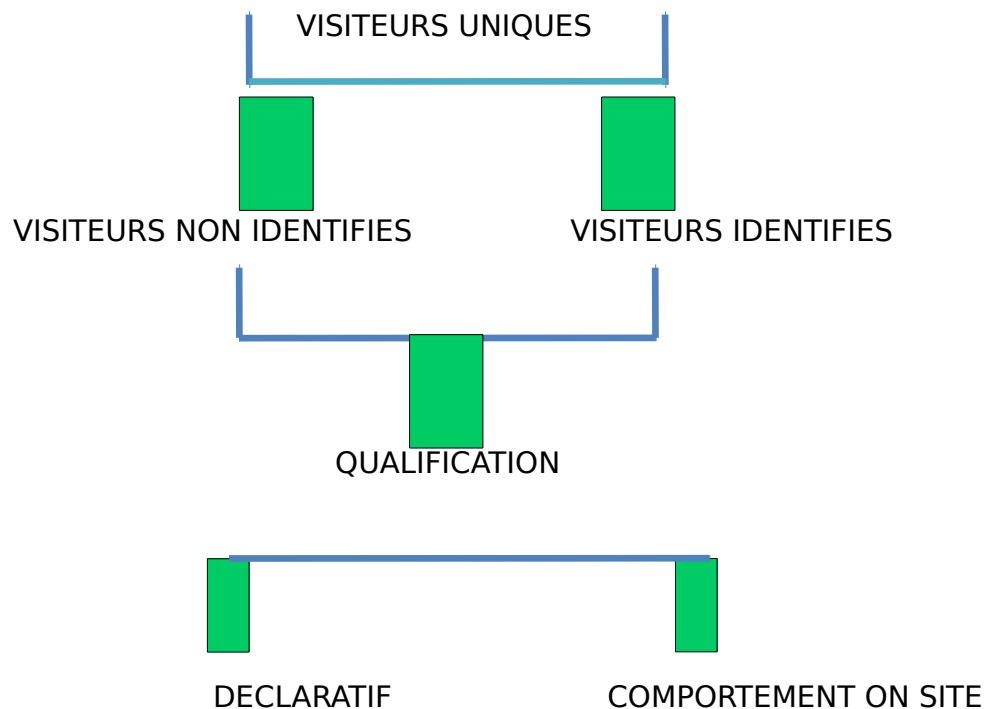 VISITEURS UNIQUES
VISITEURS NON IDENTIFIES
VISITEURS IDENTIFIES
QUALIFICATION
DECLARATIF
COMPORTEMENT ON SITE